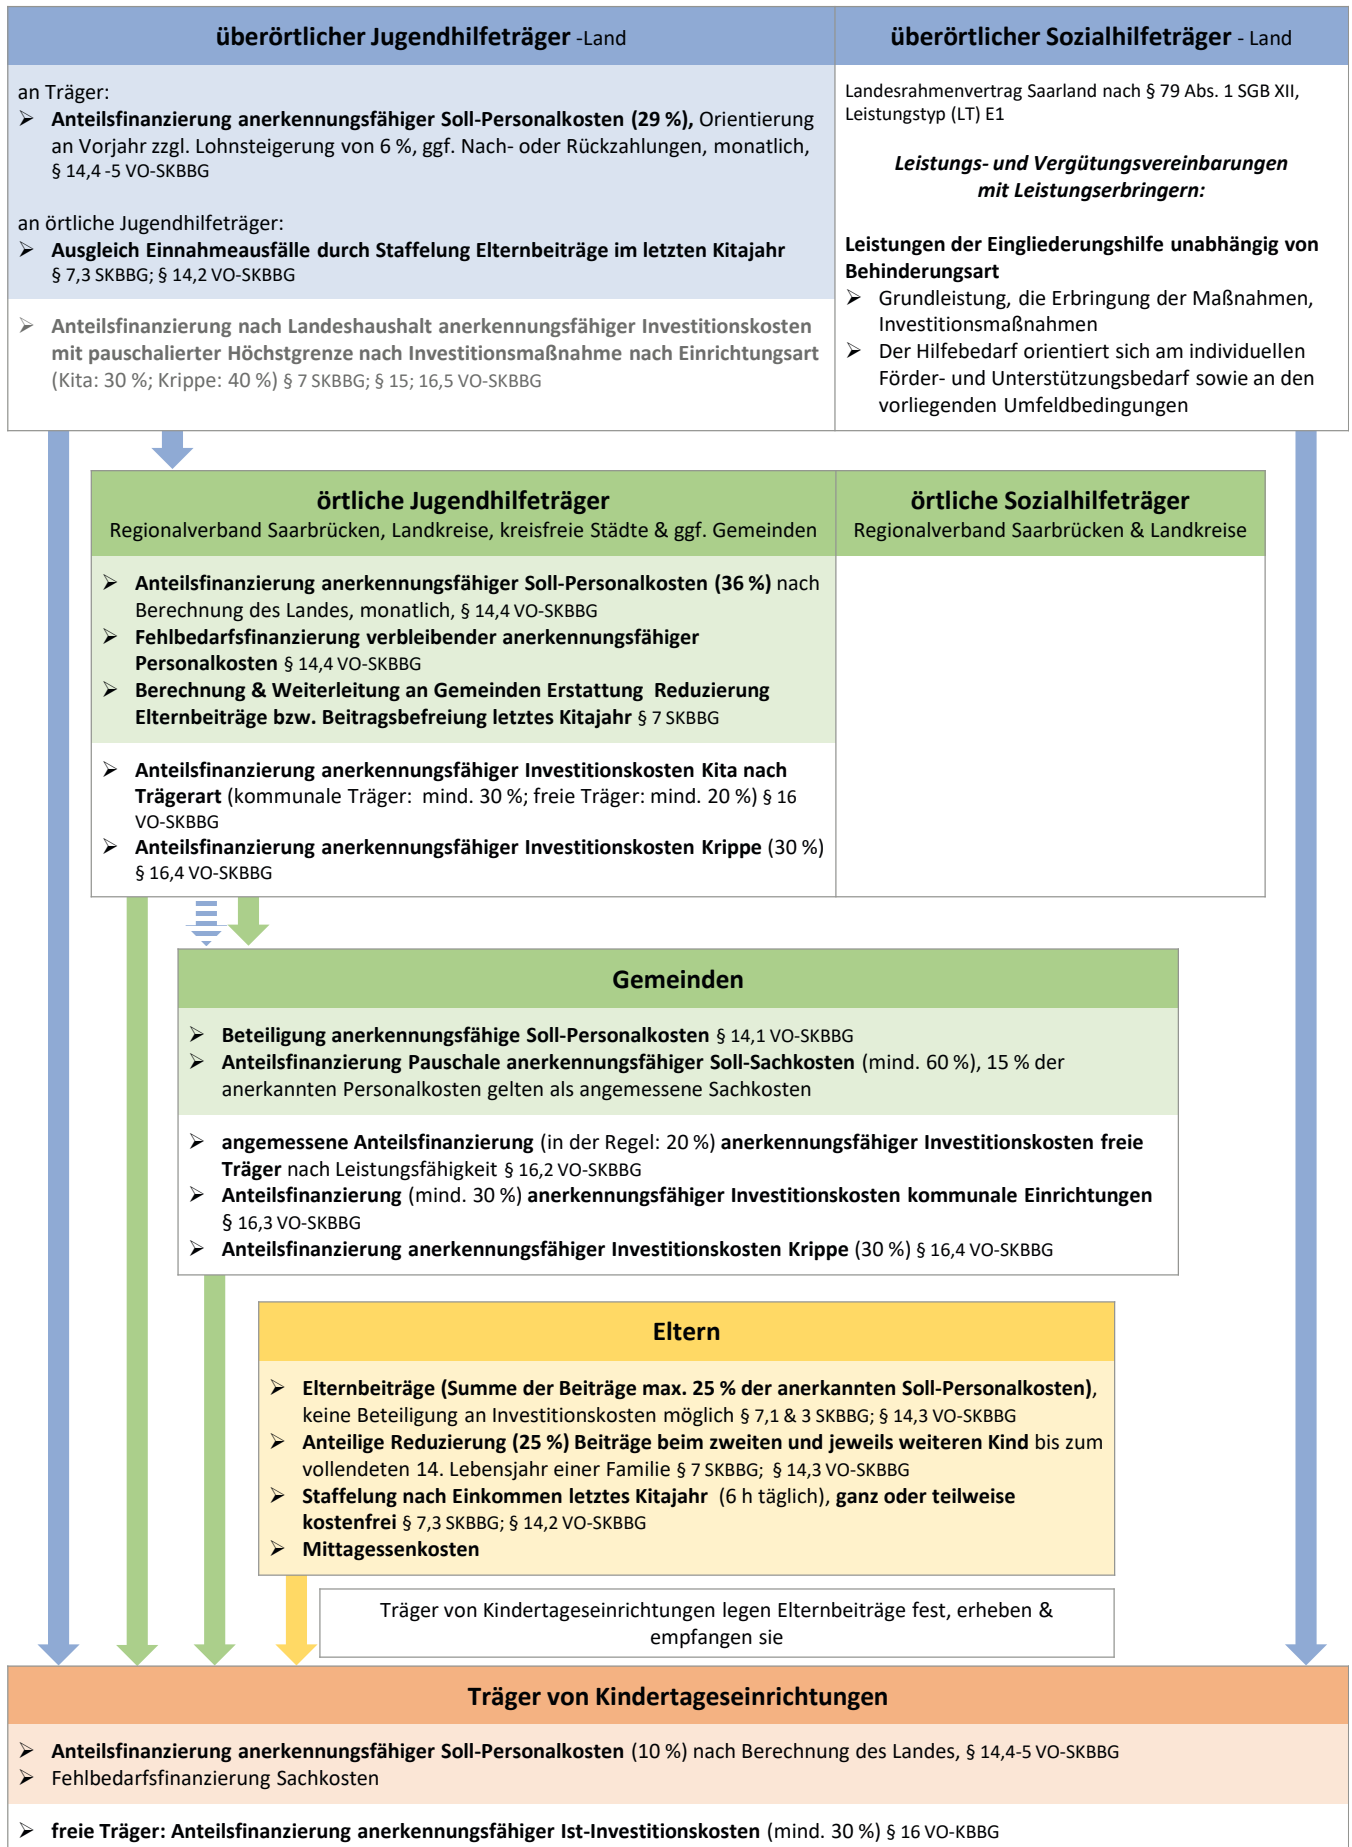 überörtlicher Jugendhilfeträger -Land
an Träger:
➢ Anteilsfinanzierung anerkennungsfähiger Soll-Personalkosten (29 %), Orientierung
an Vorjahr zzgl. Lohnsteigerung von 6 %, ggf. Nach- oder Rückzahlungen, monatlich,
§ 14,4 -5 VO-SKBBG
an örtliche Jugendhilfeträger:
➢ Ausgleich Einnahmeausfälle durch Staffelung Elternbeiträge im letzten Kitajahr
§ 7,3 SKBBG; § 14,2 VO-SKBBG
➢ Anteilsfinanzierung nach Landeshaushalt anerkennungsfähiger Investitionskosten
mit pauschalierter Höchstgrenze nach Investitionsmaßnahme nach Einrichtungsart
(Kita: 30 %; Krippe: 40 %) § 7 SKBBG; § 15; 16,5 VO-SKBBG
überörtlicher Sozialhilfeträger - Land
Landesrahmenvertrag Saarland nach § 79 Abs. 1 SGB XII,
Leistungstyp (LT) E1
Leistungs- und Vergütungsvereinbarungen
mit Leistungserbringern:
Leistungen der Eingliederungshilfe unabhängig von
Behinderungsart
➢ Grundleistung, die Erbringung der Maßnahmen,
Investitionsmaßnahmen
➢ Der Hilfebedarf orientiert sich am individuellen
Förder- und Unterstützungsbedarf sowie an den
vorliegenden Umfeldbedingungen
örtliche Jugendhilfeträger
Regionalverband Saarbrücken, Landkreise, kreisfreie Städte & ggf. Gemeinden
örtliche Sozialhilfeträger
Regionalverband Saarbrücken & Landkreise
➢ Anteilsfinanzierung anerkennungsfähiger Soll-Personalkosten (36 %) nach
Berechnung des Landes, monatlich, § 14,4 VO-SKBBG
➢ Fehlbedarfsfinanzierung verbleibender anerkennungsfähiger
Personalkosten § 14,4 VO-SKBBG
➢ Berechnung & Weiterleitung an Gemeinden Erstattung Reduzierung
Elternbeiträge bzw. Beitragsbefreiung letztes Kitajahr § 7 SKBBG
➢ Anteilsfinanzierung anerkennungsfähiger Investitionskosten Kita nach
Trägerart (kommunale Träger: mind. 30 %; freie Träger: mind. 20 %) § 16
VO-SKBBG
➢ Anteilsfinanzierung anerkennungsfähiger Investitionskosten Krippe (30 %)
§ 16,4 VO-SKBBG
Gemeinden
➢ Beteiligung anerkennungsfähige Soll-Personalkosten § 14,1 VO-SKBBG
➢ Anteilsfinanzierung Pauschale anerkennungsfähiger Soll-Sachkosten (mind. 60 %), 15 % der
anerkannten Personalkosten gelten als angemessene Sachkosten
➢ angemessene Anteilsfinanzierung (in der Regel: 20 %) anerkennungsfähiger Investitionskosten freie
Träger nach Leistungsfähigkeit § 16,2 VO-SKBBG
➢ Anteilsfinanzierung (mind. 30 %) anerkennungsfähiger Investitionskosten kommunale Einrichtungen
§ 16,3 VO-SKBBG
➢ Anteilsfinanzierung anerkennungsfähiger Investitionskosten Krippe (30 %) § 16,4 VO-SKBBG
Eltern
➢ Elternbeiträge (Summe der Beiträge max. 25 % der anerkannten Soll-Personalkosten),
keine Beteiligung an Investitionskosten möglich § 7,1 & 3 SKBBG; § 14,3 VO-SKBBG
➢ Anteilige Reduzierung (25 %) Beiträge beim zweiten und jeweils weiteren Kind bis zum
vollendeten 14. Lebensjahr einer Familie § 7 SKBBG; § 14,3 VO-SKBBG
➢ Staffelung nach Einkommen letztes Kitajahr (6 h täglich), ganz oder teilweise
kostenfrei § 7,3 SKBBG; § 14,2 VO-SKBBG
➢ Mittagessenkosten
Träger von Kindertageseinrichtungen legen Elternbeiträge fest, erheben &
empfangen sie
Träger von Kindertageseinrichtungen
➢ Anteilsfinanzierung anerkennungsfähiger Soll-Personalkosten (10 %) nach Berechnung des Landes, § 14,4-5 VO-SKBBG
➢ Fehlbedarfsfinanzierung Sachkosten
➢ freie Träger: Anteilsfinanzierung anerkennungsfähiger Ist-Investitionskosten (mind. 30 %) § 16 VO-KBBG